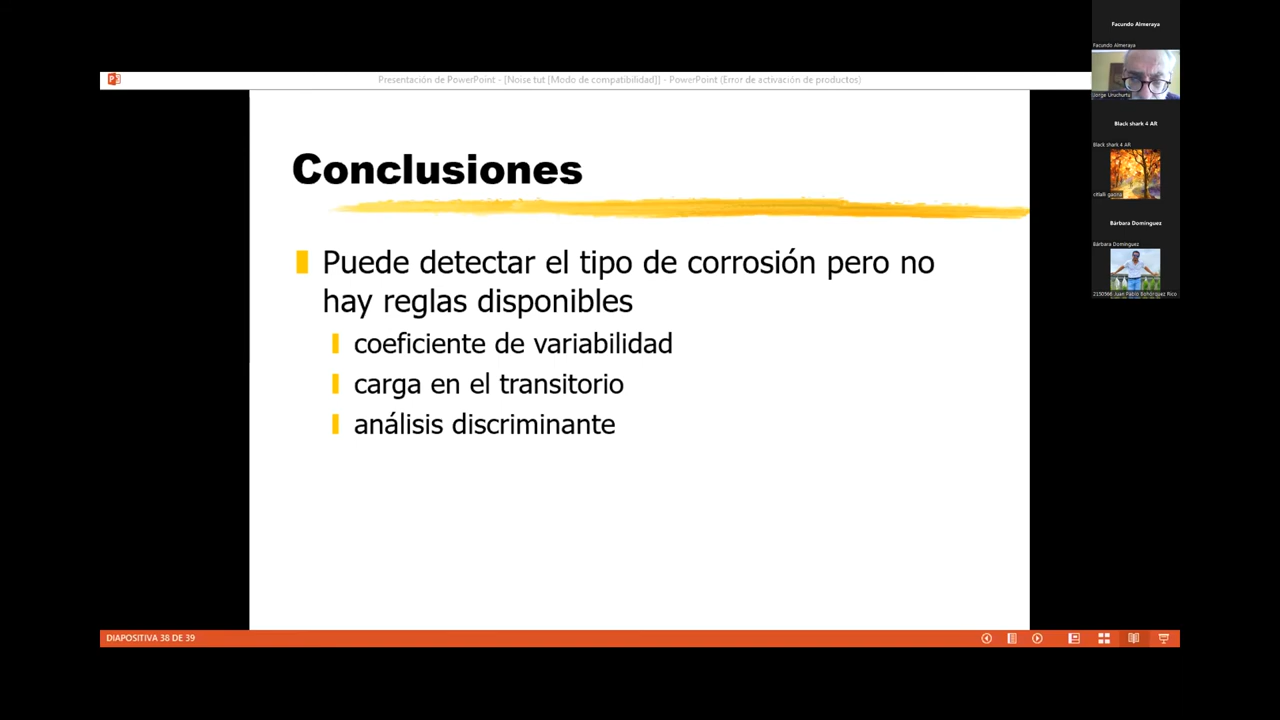 Presentación de PowerPoint - [Noise tut [Modo de compatibilidad]] - PowerPoint (Error de activación de productos)
Conclusiones
Puede detectar el tipo de corrosión pero no
hay reglas disponibles
coeficiente de variabilidad
carga en el transitorio
análisis discriminante
DIAPOSITIVA 38 DE 39
Facundo Almeraya
Facundo Almeraya
Jorge Uruchurtu
Black shark 4 AR
Black shark 4 AR
citlalli gaona
Bárbara Dominguez
Bárbara Dominguez
2150566 Juan Pablo Bohórquez Rico